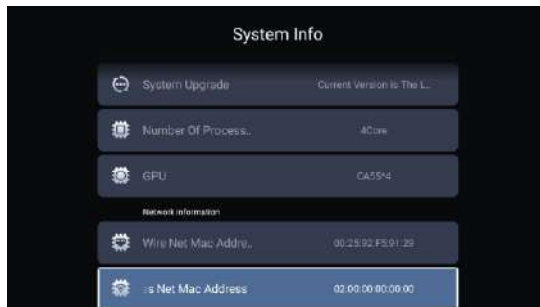 System Info
System Upgrade Current Version is The L..
Number Of Process.. 4Core
GPU CA55*4
Network Information
Wire Net Mac Addre.. 00:25:92:F5:91:29
s Net Mac Address 02:00:00:00:00:00